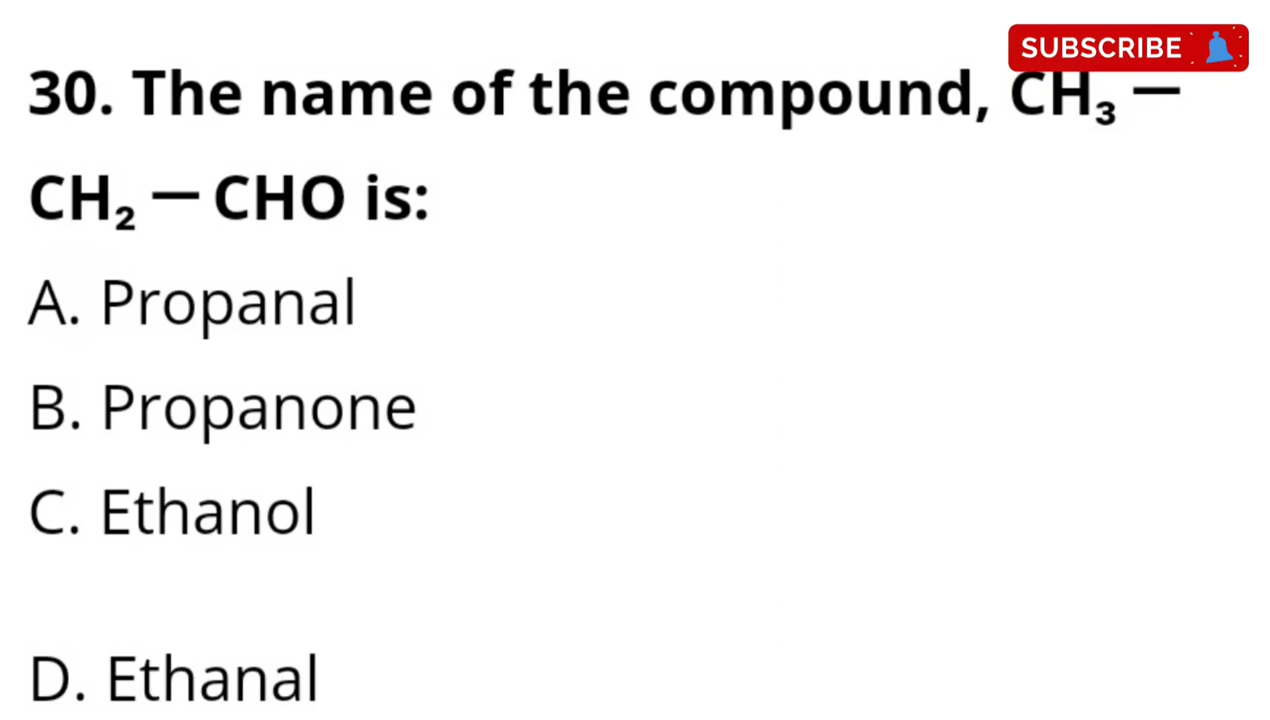 SUBSCRIBE
30. The name of the compound, CH₃ —
CH₂ — CHO is:
A. Propanal
B. Propanone
C. Ethanol
D. Ethanal